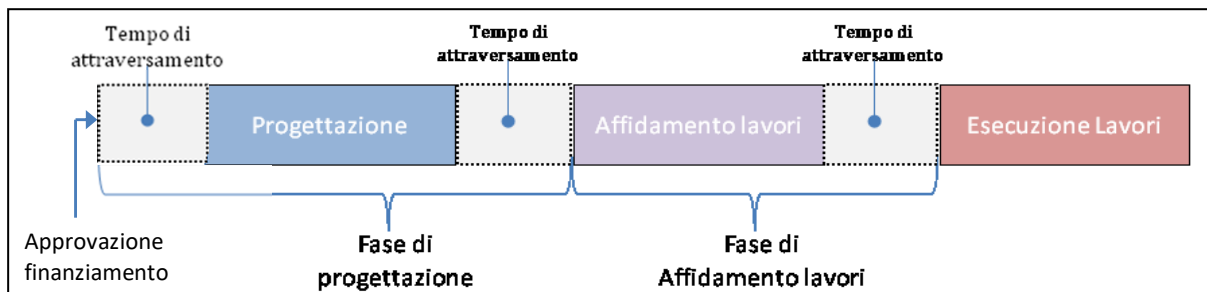 Tempo di
attraversamento
Tempo di
attraversamento
Tempo di
attraversamento
Progettazione
Affidamento lavori
Esecuzione Lavori
Approvazione
finanziamento
Fase di
progettazione
Fase di
Affidamento lavori